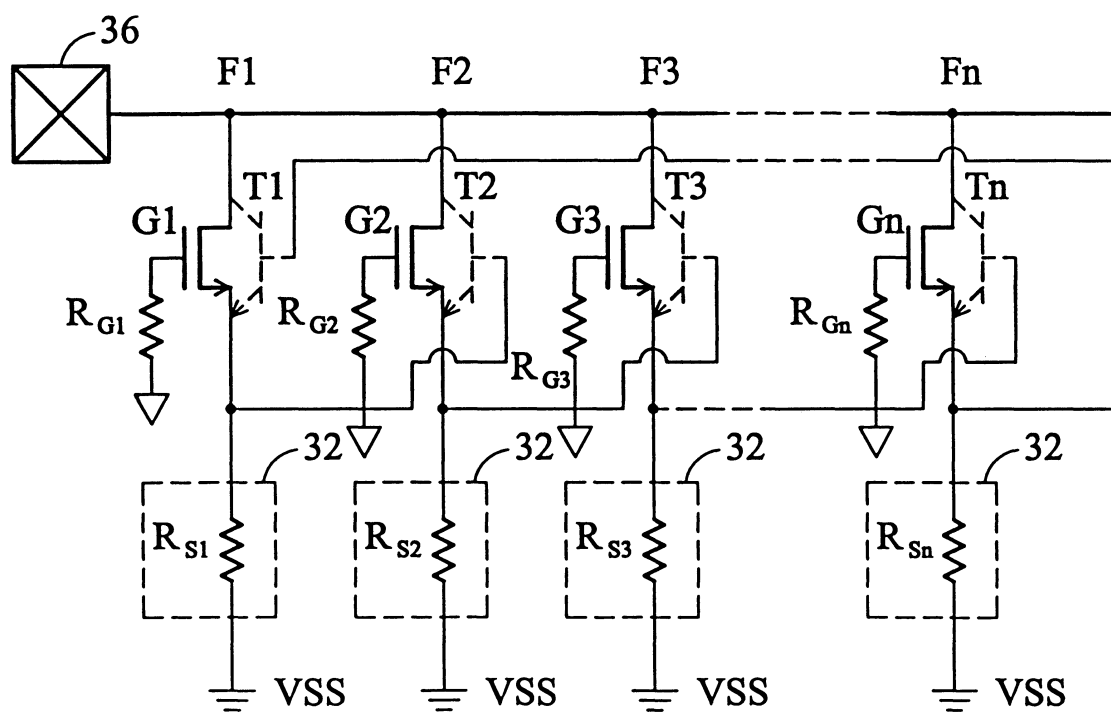 36
F1 F2 F3 Fn
T1 T2 T3 Tn
G1 G2 G3 Gn
RG1 RG2 RG3 RGn
32 32 32 32
RS1 RS2 RS3 RSn
VSS VSS VSS VSS